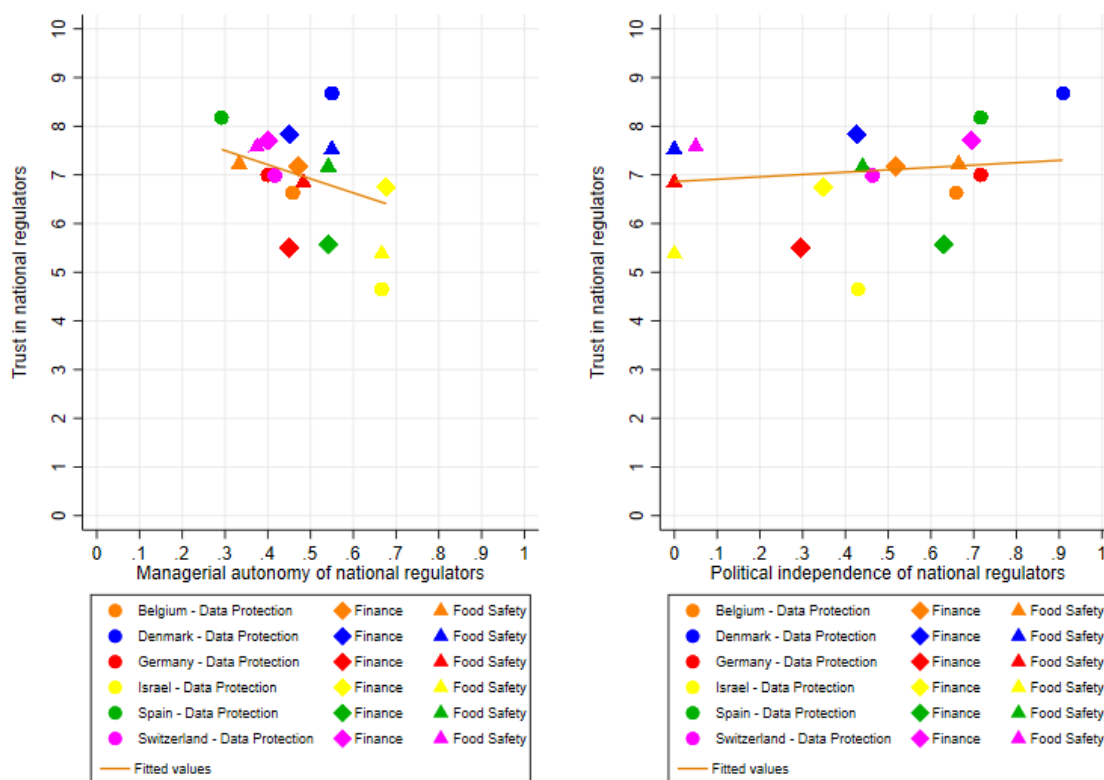 Trust in national regulators
10
9
8
7
6
5
4
3
2
1
0
0 .1 .2 .3 .4 .5 .6 .7 .8 .9 1
Managerial autonomy of national regulators
Belgium - Data Protection Finance Food Safety
Denmark - Data Protection Finance Food Safety
Germany - Data Protection Finance Food Safety
Israel - Data Protection Finance Food Safety
Spain - Data Protection Finance Food Safety
Switzerland - Data Protection Finance Food Safety
Fitted values
Trust in national regulators
10
9
8
7
6
5
4
3
2
1
0
0 .1 .2 .3 .4 .5 .6 .7 .8 .9 1
Political independence of national regulators
Belgium - Data Protection Finance Food Safety
Denmark - Data Protection Finance Food Safety
Germany - Data Protection Finance Food Safety
Israel - Data Protection Finance Food Safety
Spain - Data Protection Finance Food Safety
Switzerland - Data Protection Finance Food Safety
Fitted values